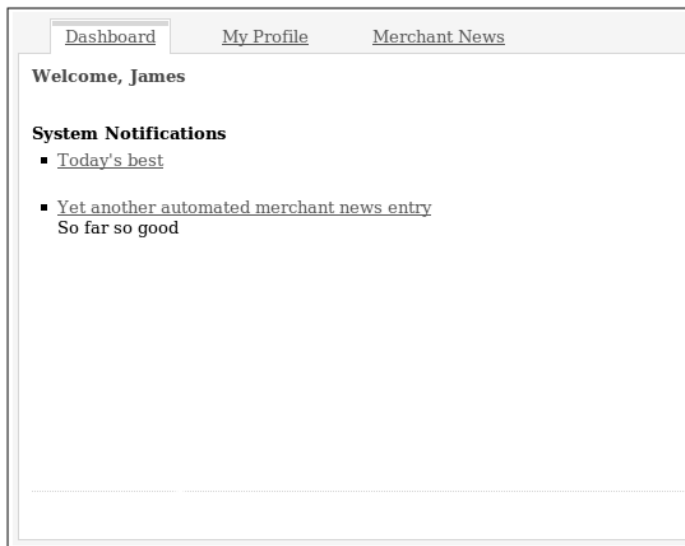 Dashboard My Profile Merchant News
Welcome, James
System Notifications
Today's best
Yet another automated merchant news entry
So far so good